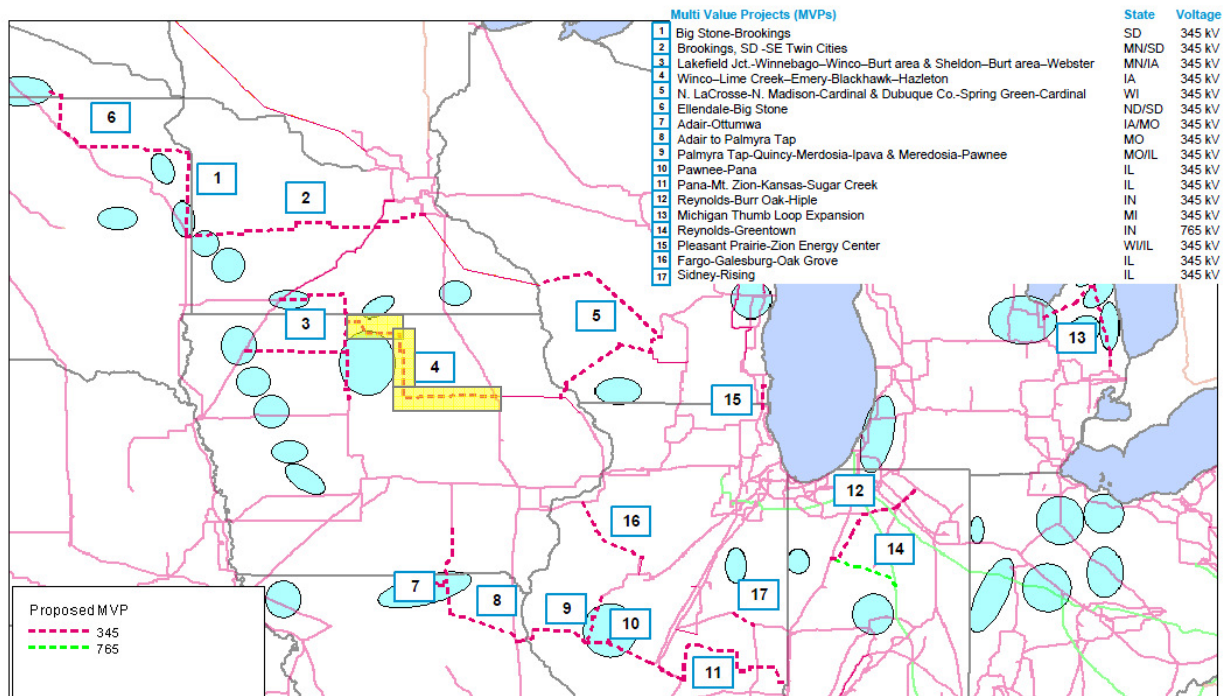 Multi Value Projects (MVPs) State Voltage
1 Big Stone-Brookings SD 345 kV
2 Brookings, SD -SE Twin Cities MN/SD 345 kV
3 Lakefield Jct.-Winnebago–Winco–Burt area & Sheldon–Burt area–Webster MN/IA 345 kV
4 Winco–Lime Creek–Emery-Blackhawk–Hazleton IA 345 kV
5 N. LaCrosse-N. Madison-Cardinal & Dubuque Co.-Spring Green-Cardinal WI 345 kV
6 Ellendale-Big Stone ND/SD 345 kV
7 Adair-Ottumwa IA/MO 345 kV
8 Adair to Palmyra Tap MO 345 kV
9 Palmyra Tap-Quincy-Merdosia-Ipava & Meredosia-Pawnee MO/IL 345 kV
10 Pawnee-Pana IL 345 kV
11 Pana-Mt. Zion-Kansas-Sugar Creek IL 345 kV
12 Reynolds-Burr Oak-Hiple IN 345 kV
13 Michigan Thumb Loop Expansion MI 345 kV
14 Reynolds-Greentown IN 765 kV
15 Pleasant Prairie-Zion Energy Center WI/IL 345 kV
16 Fargo-Galesburg-Oak Grove IL 345 kV
17 Sidney-Rising IL 345 kV
6
1
2
5
3
13
4
15
12
16
14
7
17
8
9
10
11
Proposed MVP
345
765